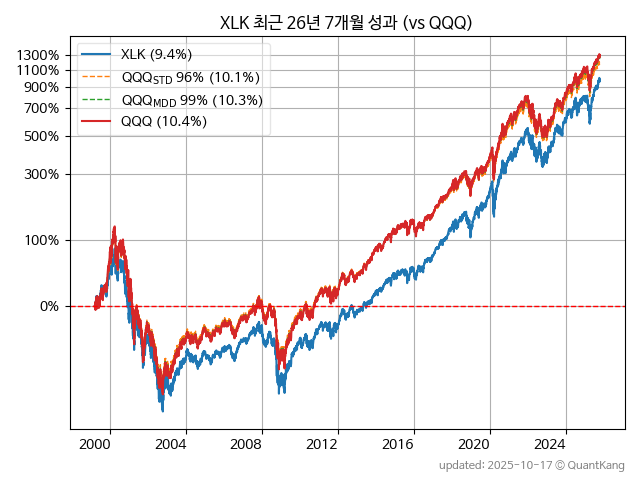 XLK 최근 26년 7개월 성과 (vs QQQ)
XLK (9.4%)
QQQSTD 96% (10.1%)
QQQMDD 99% (10.3%)
QQQ (10.4%)
1300%
1100%
900%
700%
500%
300%
100%
0%
2000 2004 2008 2012 2016 2020 2024
updated: 2025-10-17 © QuantKang